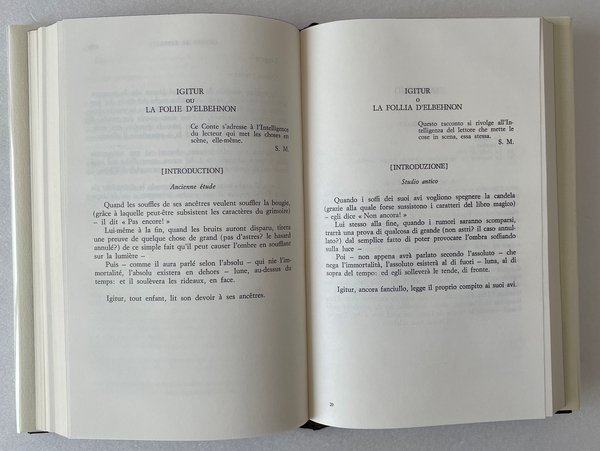 IGITUR
OU
LA FOLIE D'ELBEHNON
Ce Conte s'adresse à l'Intelligence
du lecteur qui met les choses en
scène, elle-même.
S. M.
[INTRODUCTION]
Ancienne étude
Quand les souffles de ses ancêtres veulent souffler la bougie,
(grâce à laquelle peut-être subsistent les caractères du grimoire)
– il dit « Pas encore! »
Lui-même à la fin, quand les bruits auront disparu, tirera
une preuve de quelque chose de grand (pas d'astres? le hasard
annulé?) de ce simple fait qu'il peut causer l'ombre en soufflant
sur la lumière –
Puis – comme il aura parlé selon l'absolu – qui nie l'im-
mortalité, l'absolu existera en dehors – lune, au-dessus du
temps: et il soulèvera les rideaux, en face.
Igitur, tout enfant, lit son devoir à ses ancêtres.
IGITUR
O
LA FOLLIA D'ELBEHNON
Questo racconto si rivolge all'In-
telligenza del lettore che mette le
cose in scena, essa stessa.
S. M.
[INTRODUZIONE]
Studio antico
Quando i soffi dei suoi avi vogliono spegnere la candela
(grazie alla quale forse sussistono i caratteri del libro magico)
– egli dice « Non ancora! »
Lui stesso alla fine, quando i rumori saranno scomparsi,
trarrà una prova di qualcosa di grande (non astri? il caso annul-
lato?) dal semplice fatto di poter provocare l'ombra soffiando
sulla luce –
Poi – non appena avrà parlato secondo l'assoluto – che
nega l'immortalità, l'assoluto esisterà al di fuori – luna, al di
sopra del tempo: ed egli solleverà le tende, di fronte.
Igitur, ancora fanciullo, legge il proprio compito ai suoi avi.
20